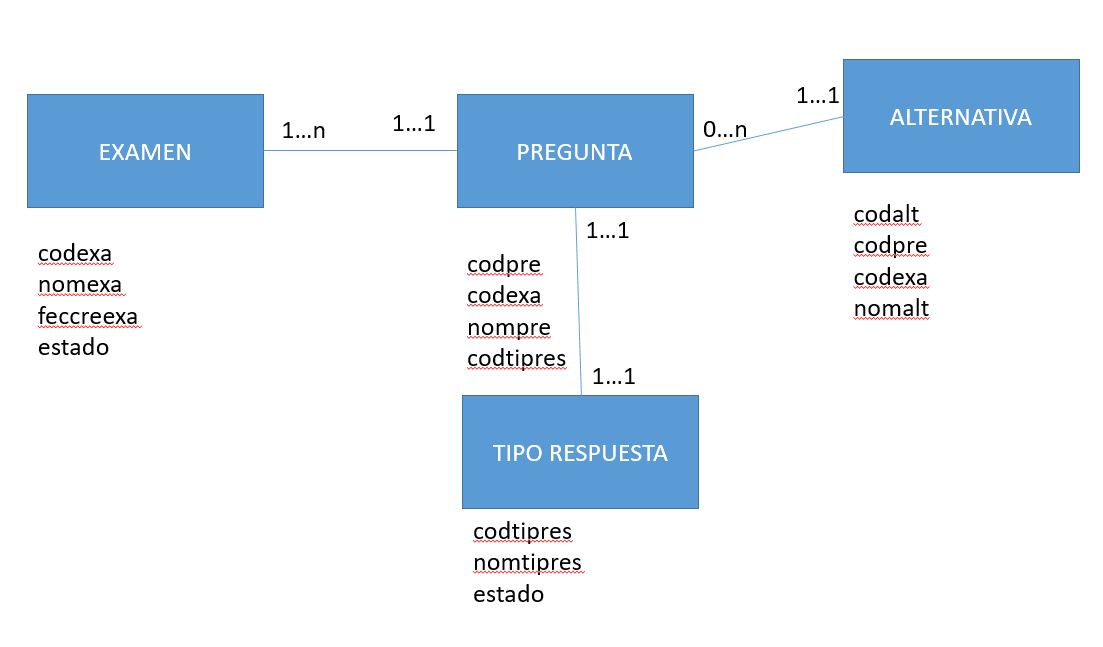 EXAMEN
1...n
1...1
PREGUNTA
0...n
1...1
ALTERNATIVA
codexa
nomexa
feccreexa
estado
1...1
codpre
codexa
nompre
codtipres
codalt
codpre
codexa
nomalt
1...1
TIPO RESPUESTA
codtipres
nomtipres
estado